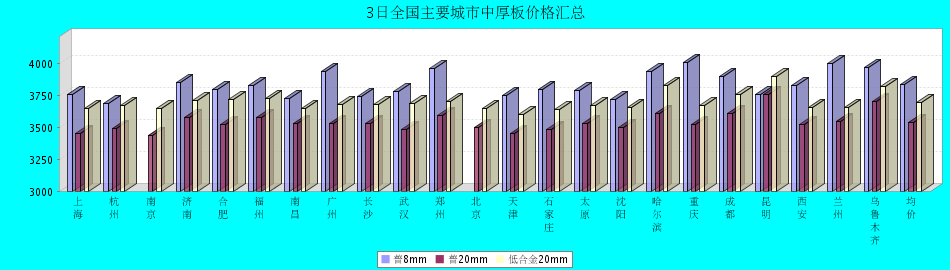 3日全国主要城市中厚板价格汇总
4000
3750
3500
3250
3000
上海
杭州
南京
济南
合肥
福州
南昌
广州
长沙
武汉
郑州
北京
天津
石家庄
太原
沈阳
哈尔滨
重庆
成都
昆明
西安
兰州
乌鲁木齐
均价
普8mm 普20mm 低合金20mm